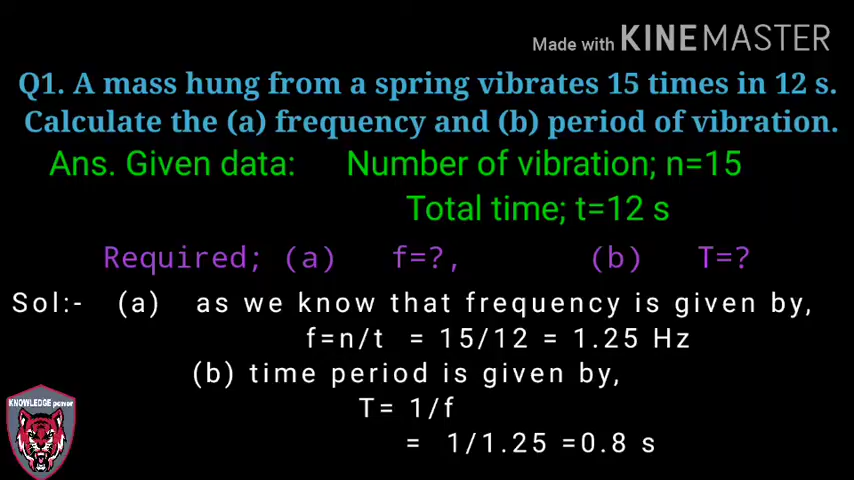 Made with KINEMASTER
Q1. A mass hung from a spring vibrates 15 times in 12 s.
Calculate the (a) frequency and (b) period of vibration.
Ans. Given data: Number of vibration; n=15
Total time; t=12 s
Required; (a) f=?, (b) T=?
Sol:- (a) as we know that frequency is given by,
f=n/t = 15/12 = 1.25 Hz
(b) time period is given by,
T= 1/f
= 1/1.25 =0.8 s
KNOWLEDGE power